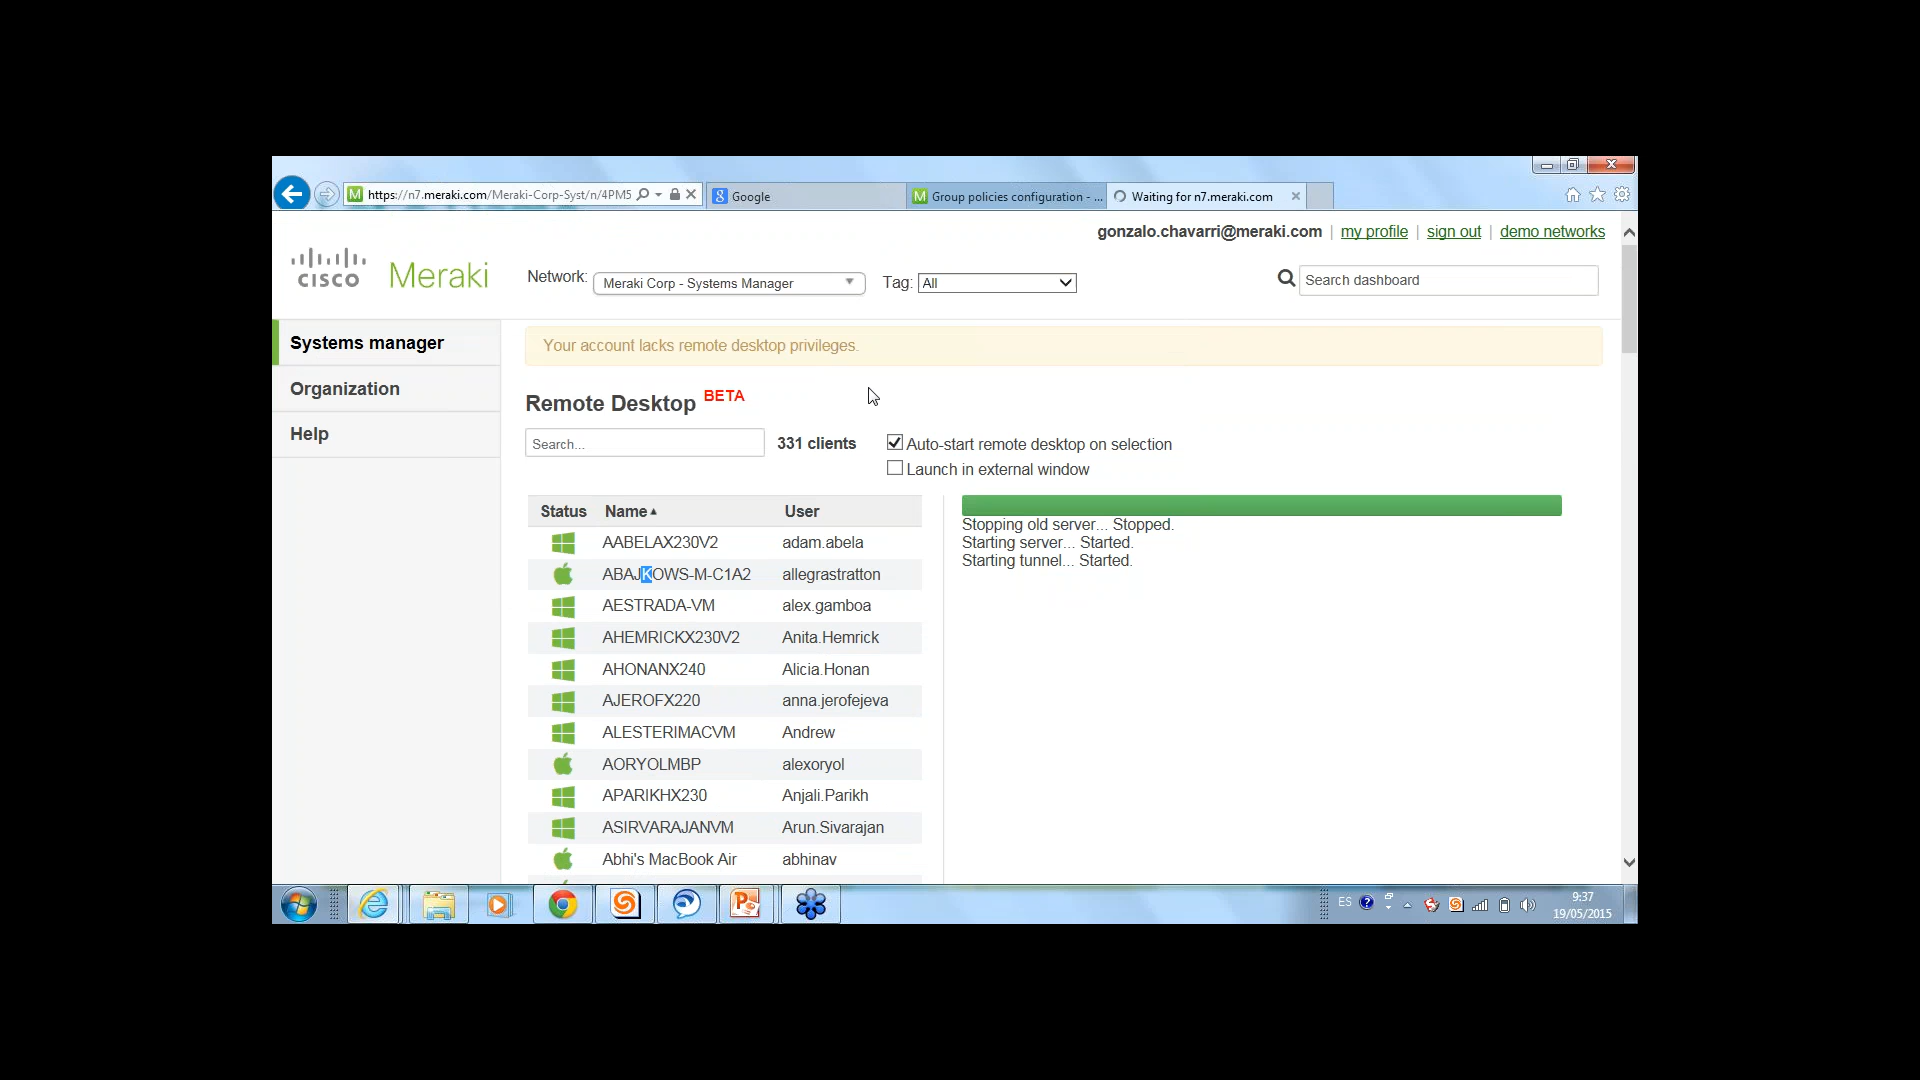 https://n7.meraki.com/Meraki-Corp-Syst/n/4PM5
Google
Group policies configuration - ...
Waiting for n7.meraki.com
gonzalo.chavarri@meraki.com | my profile | sign out | demo networks
CISCO Meraki
Network: Meraki Corp - Systems Manager Tag: All Search dashboard
Systems manager
Organization
Help
Your account lacks remote desktop privileges.
Remote Desktop BETA
Search... 331 clients
Auto-start remote desktop on selection
Launch in external window
Status Name User
AABELAX230V2 adam.abela
ABAJKOWS-M-C1A2 allegrastratton
AESTRADA-VM alex.gamboa
AHEMRICKX230V2 Anita.Hemrick
AHONANX240 Alicia.Honan
AJEROFX220 anna.jerofejeva
ALESTERIMACVM Andrew
AORYOLMBP alexoryol
APARIKHX230 Anjali.Parikh
ASIRVARAJANVM Arun.Sivarajan
Abhi's MacBook Air abhinav
Stopping old server... Stopped.
Starting server... Started.
Starting tunnel... Started.
ES
9:37
19/05/2015